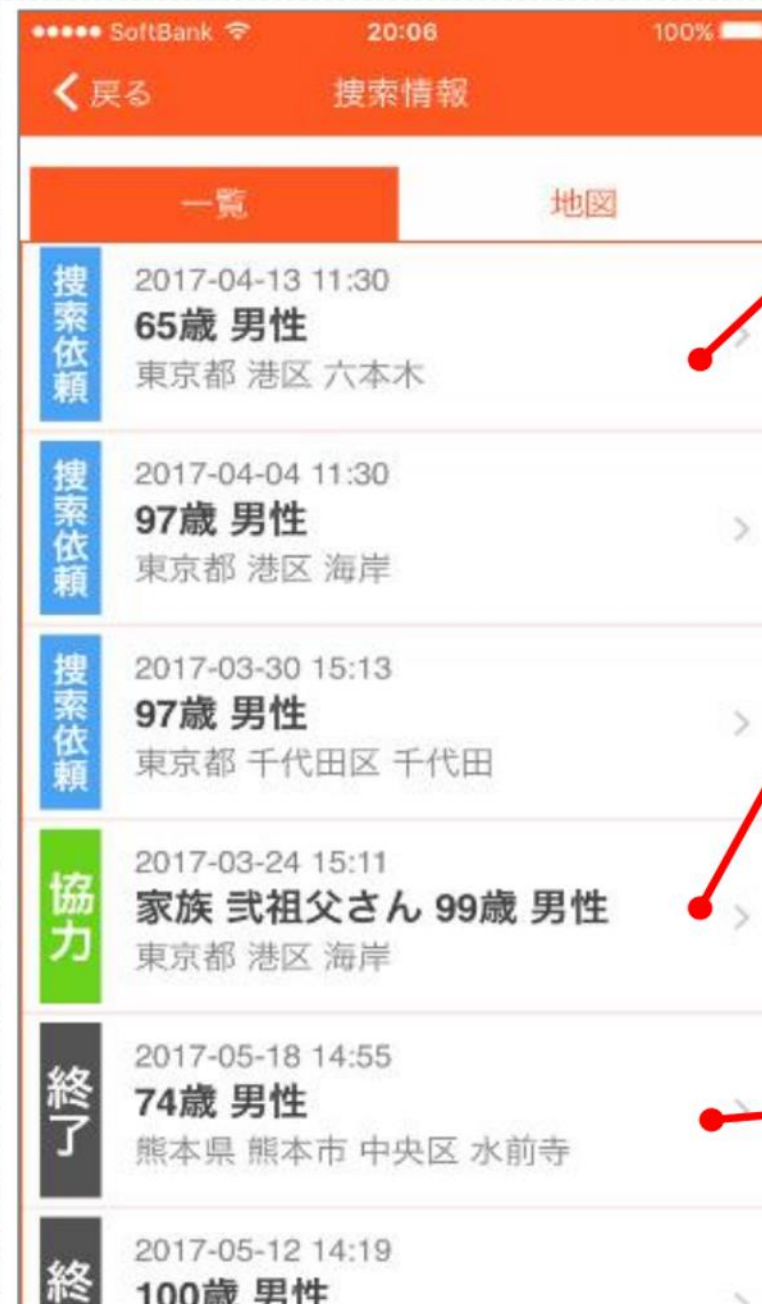 SoftBank 20:06 100%
戻る 捜索情報
一覧 地図
捜索依頼
2017-04-13 11:30
65歳 男性
東京都 港区 六本木
捜索依頼
2017-04-04 11:30
97歳 男性
東京都 港区 海岸
捜索依頼
2017-03-30 15:13
97歳 男性
東京都 千代田区 千代田
協力
2017-03-24 15:11
家族 弐祖父さん 99歳 男性
東京都 港区 海岸
終了
2017-05-18 14:55
74歳 男性
熊本県 熊本市 中央区 水前寺
終
2017-05-12 14:19
100歳 男性